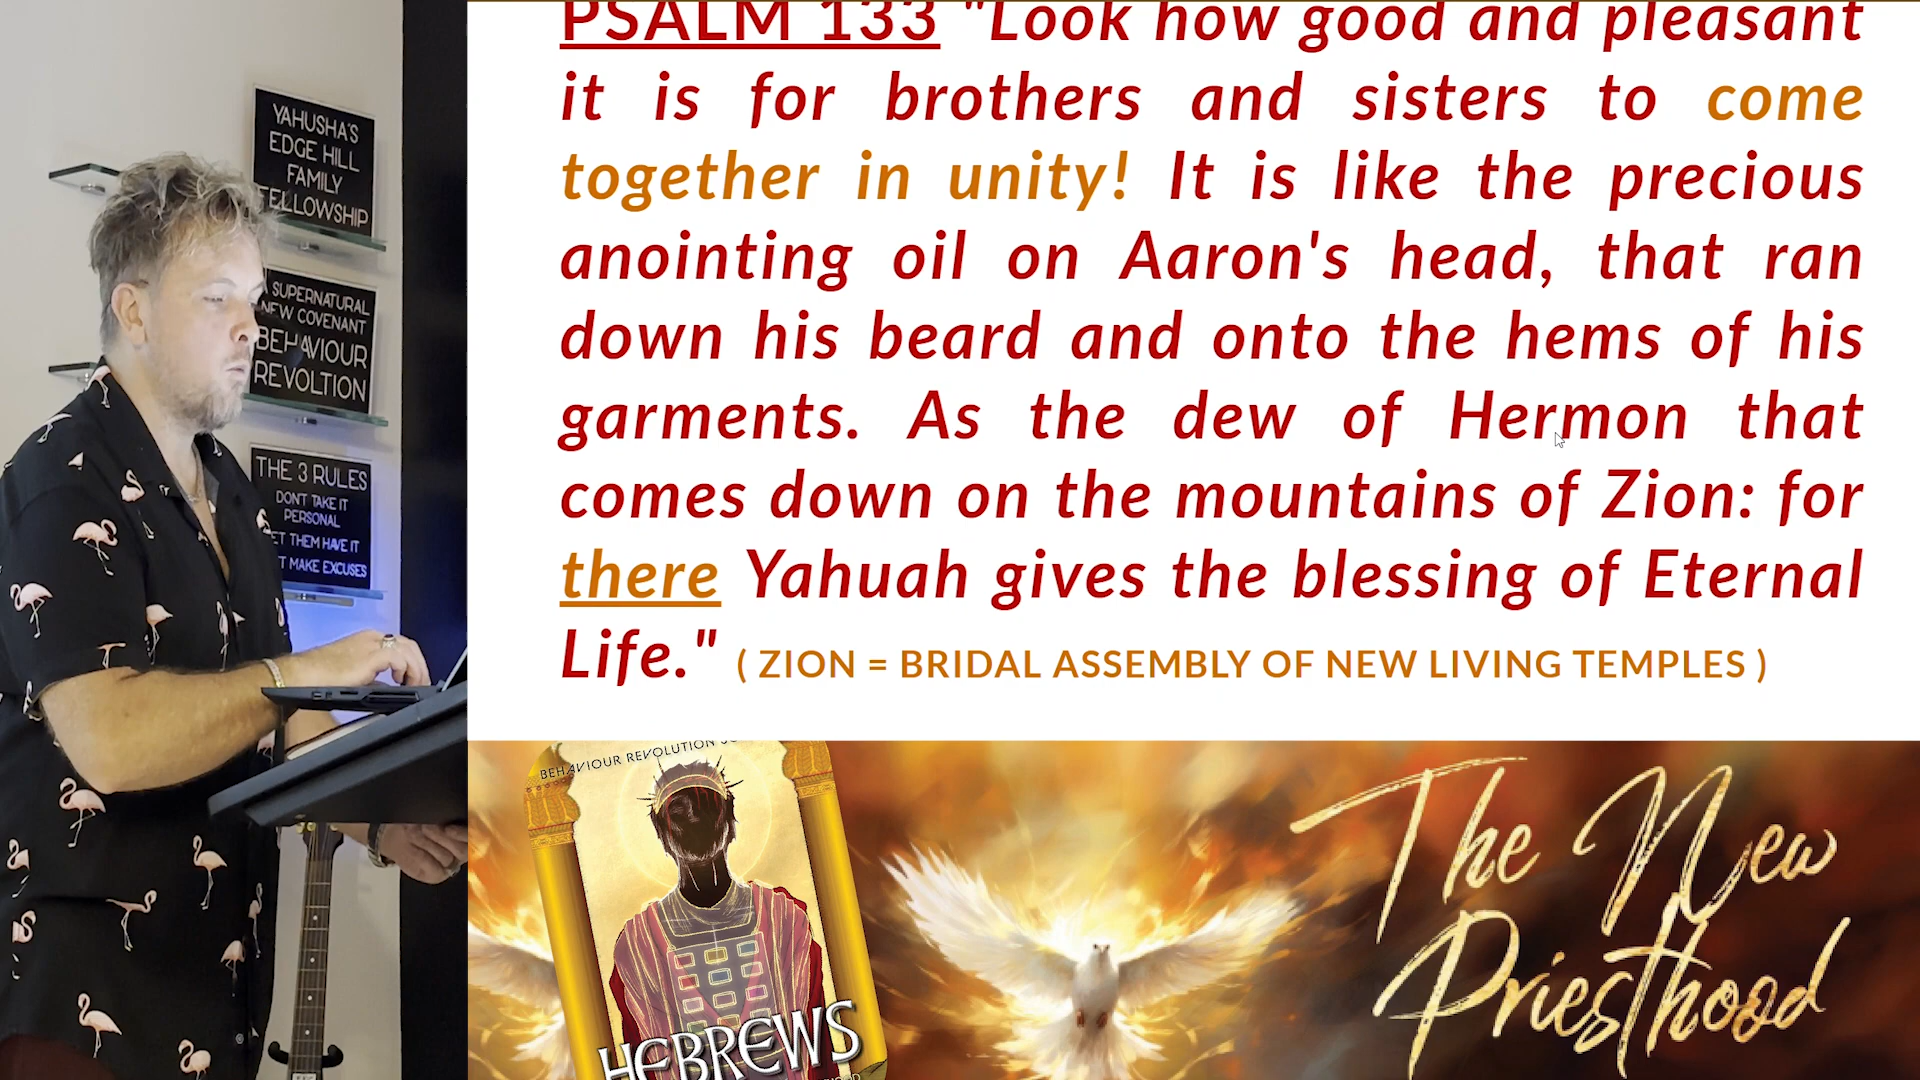 PSALM 133 "Look how good and pleasant
it is for brothers and sisters to come
together in unity! It is like the precious
anointing oil on Aaron's head, that ran
down his beard and onto the hems of his
garments. As the dew of Hermon that
comes down on the mountains of Zion: for
there Yahuah gives the blessing of Eternal
Life." ( ZION = BRIDAL ASSEMBLY OF NEW LIVING TEMPLES )
YAHUSHA'S
EDGE HILL
FAMILY
FELLOWSHIP
A SUPERNATURAL
NEW COVENANT
BEHAVIOUR
REVOLTION
THE 3 RULES
DON'T TAKE IT
PERSONAL
THEM HAVE IT
MAKE EXCUSES
BEHAVIOUR REVOLUTION
HEBREWS
The New
Priesthood